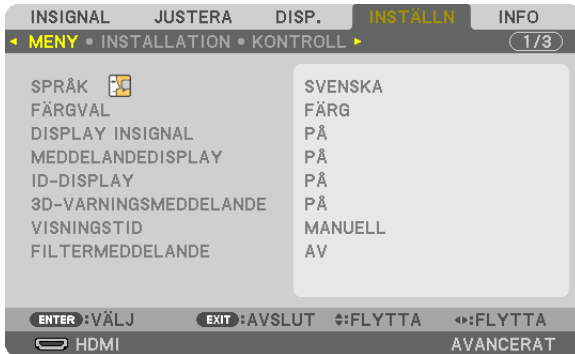 INSIGNAL JUSTERA DISP. INSTÄLLN INFO
MENY • INSTALLATION • KONTROLL 1/3
SPRÅK SVENSKA
FÄRGVAL FÄRG
DISPLAY INSIGNAL PÅ
MEDDELANDEDISPLAY PÅ
ID-DISPLAY PÅ
3D-VARNINGSMEDDELANDE PÅ
VISNINGSTID MANUELL
FILTERMEDDELANDE AV
ENTER :VÄLJ EXIT :AVSLUT :FLYTTA :FLYTTA
HDMI AVANCERAT